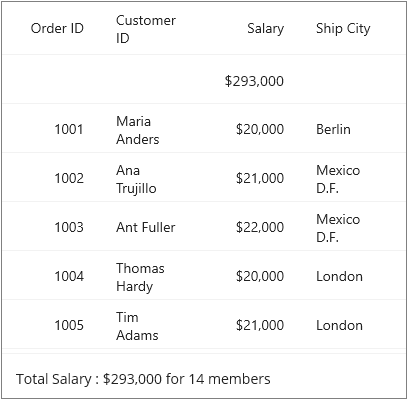 Order ID Customer ID Salary Ship City
$293,000
1001 Maria Anders $20,000 Berlin
1002 Ana Trujillo $21,000 Mexico D.F.
1003 Ant Fuller $22,000 Mexico D.F.
1004 Thomas Hardy $20,000 London
1005 Tim Adams $21,000 London
Total Salary : $293,000 for 14 members